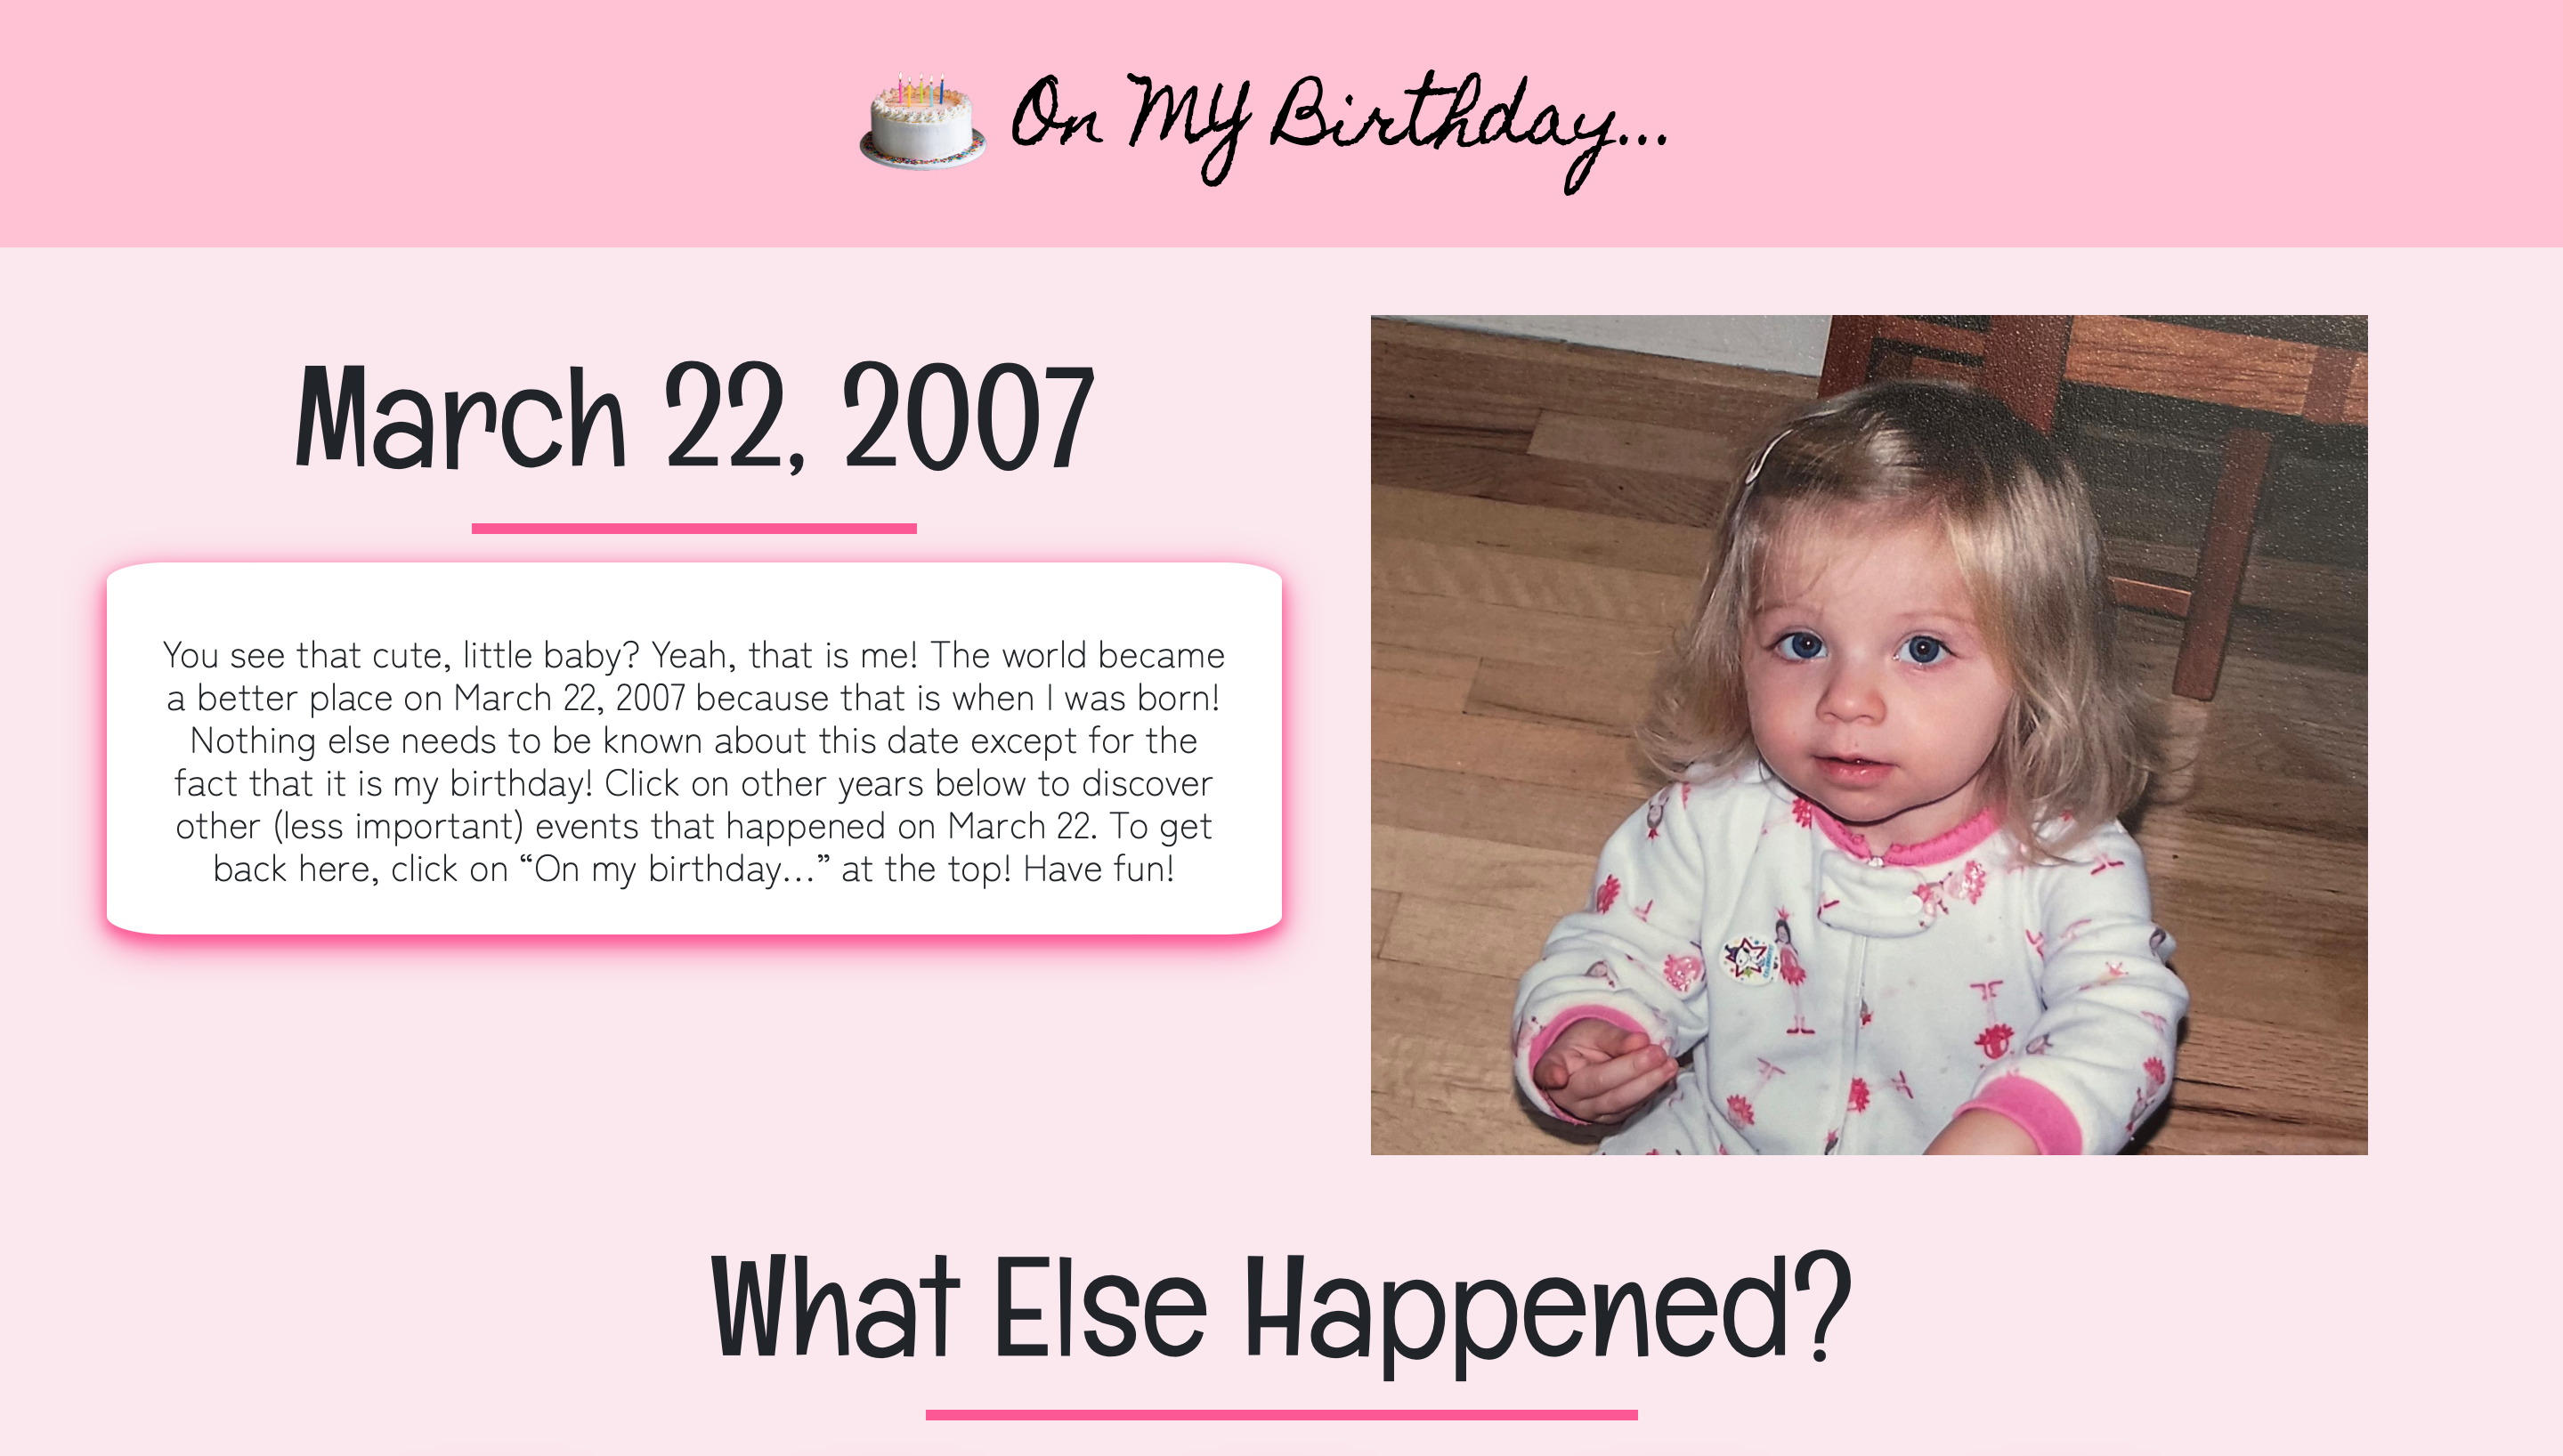 On MY Birthday...
March 22, 2007
You see that cute, little baby? Yeah, that is me! The world became
a better place on March 22, 2007 because that is when I was born!
Nothing else needs to be known about this date except for the
fact that it is my birthday! Click on other years below to discover
other (less important) events that happened on March 22. To get
back here, click on “On my birthday...” at the top! Have fun!
What Else Happened?